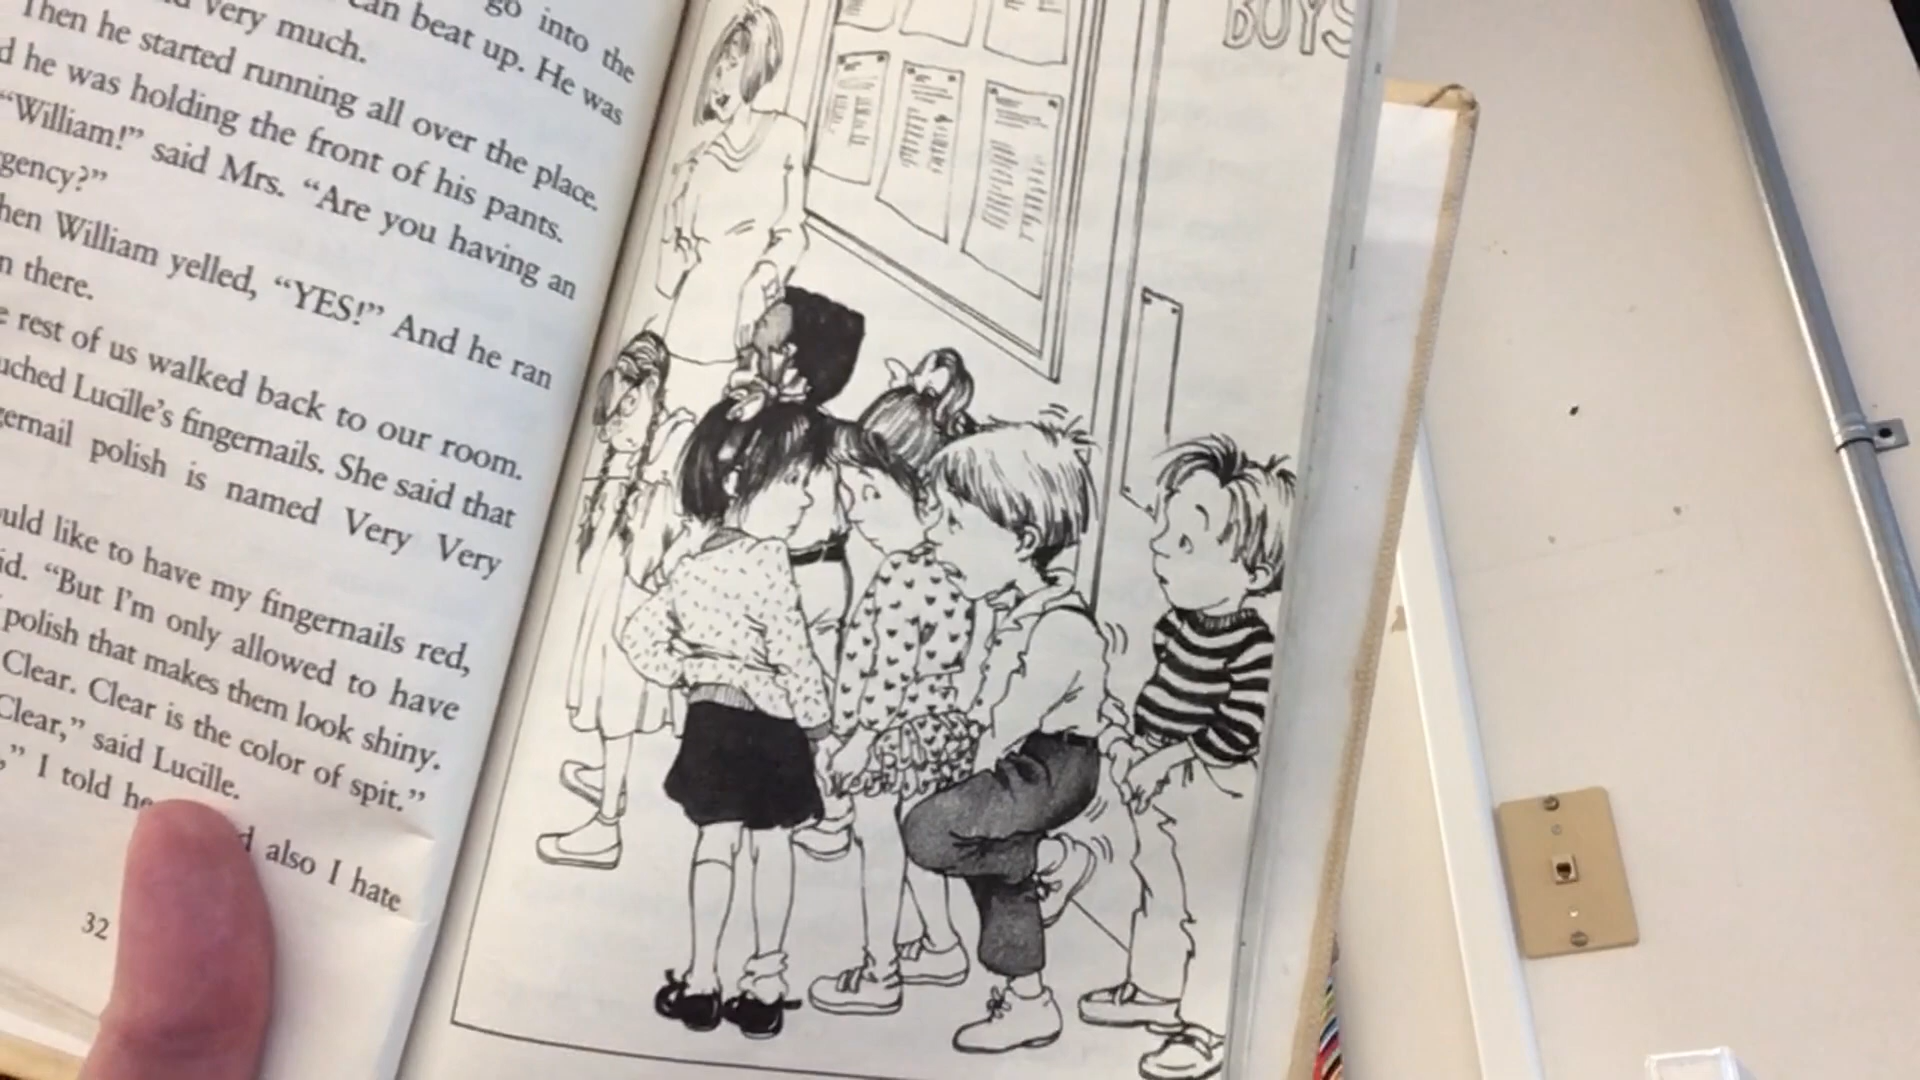 go into the
can beat up. He was
very much.
Then he started running all over the place.
he was holding the front of his pants.
“William!” said Mrs. “Are you having an
gency?”
hen William yelled, “YES!” And he ran
n there.
rest of us walked back to our room.
uched Lucille’s fingernails. She said that
ernail polish is named Very Very
uld like to have my fingernails red,
id. “But I’m only allowed to have
polish that makes them look shiny.
Clear. Clear is the color of spit.”
Clear,” said Lucille.
,” I told he
d also I hate
32
BOYS